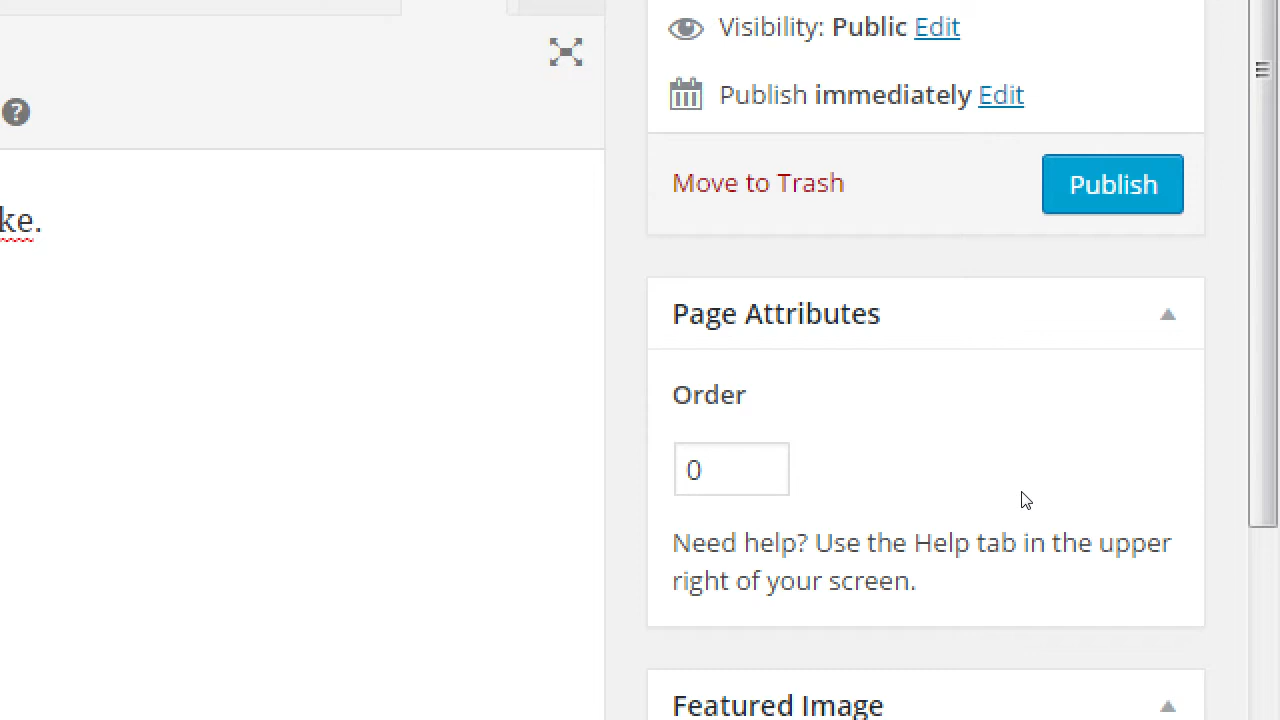 Visibility: Public Edit
Publish immediately Edit
?
Move to Trash
Publish
ke.
Page Attributes
Order
0
Need help? Use the Help tab in the upper
right of your screen.
Featured Image